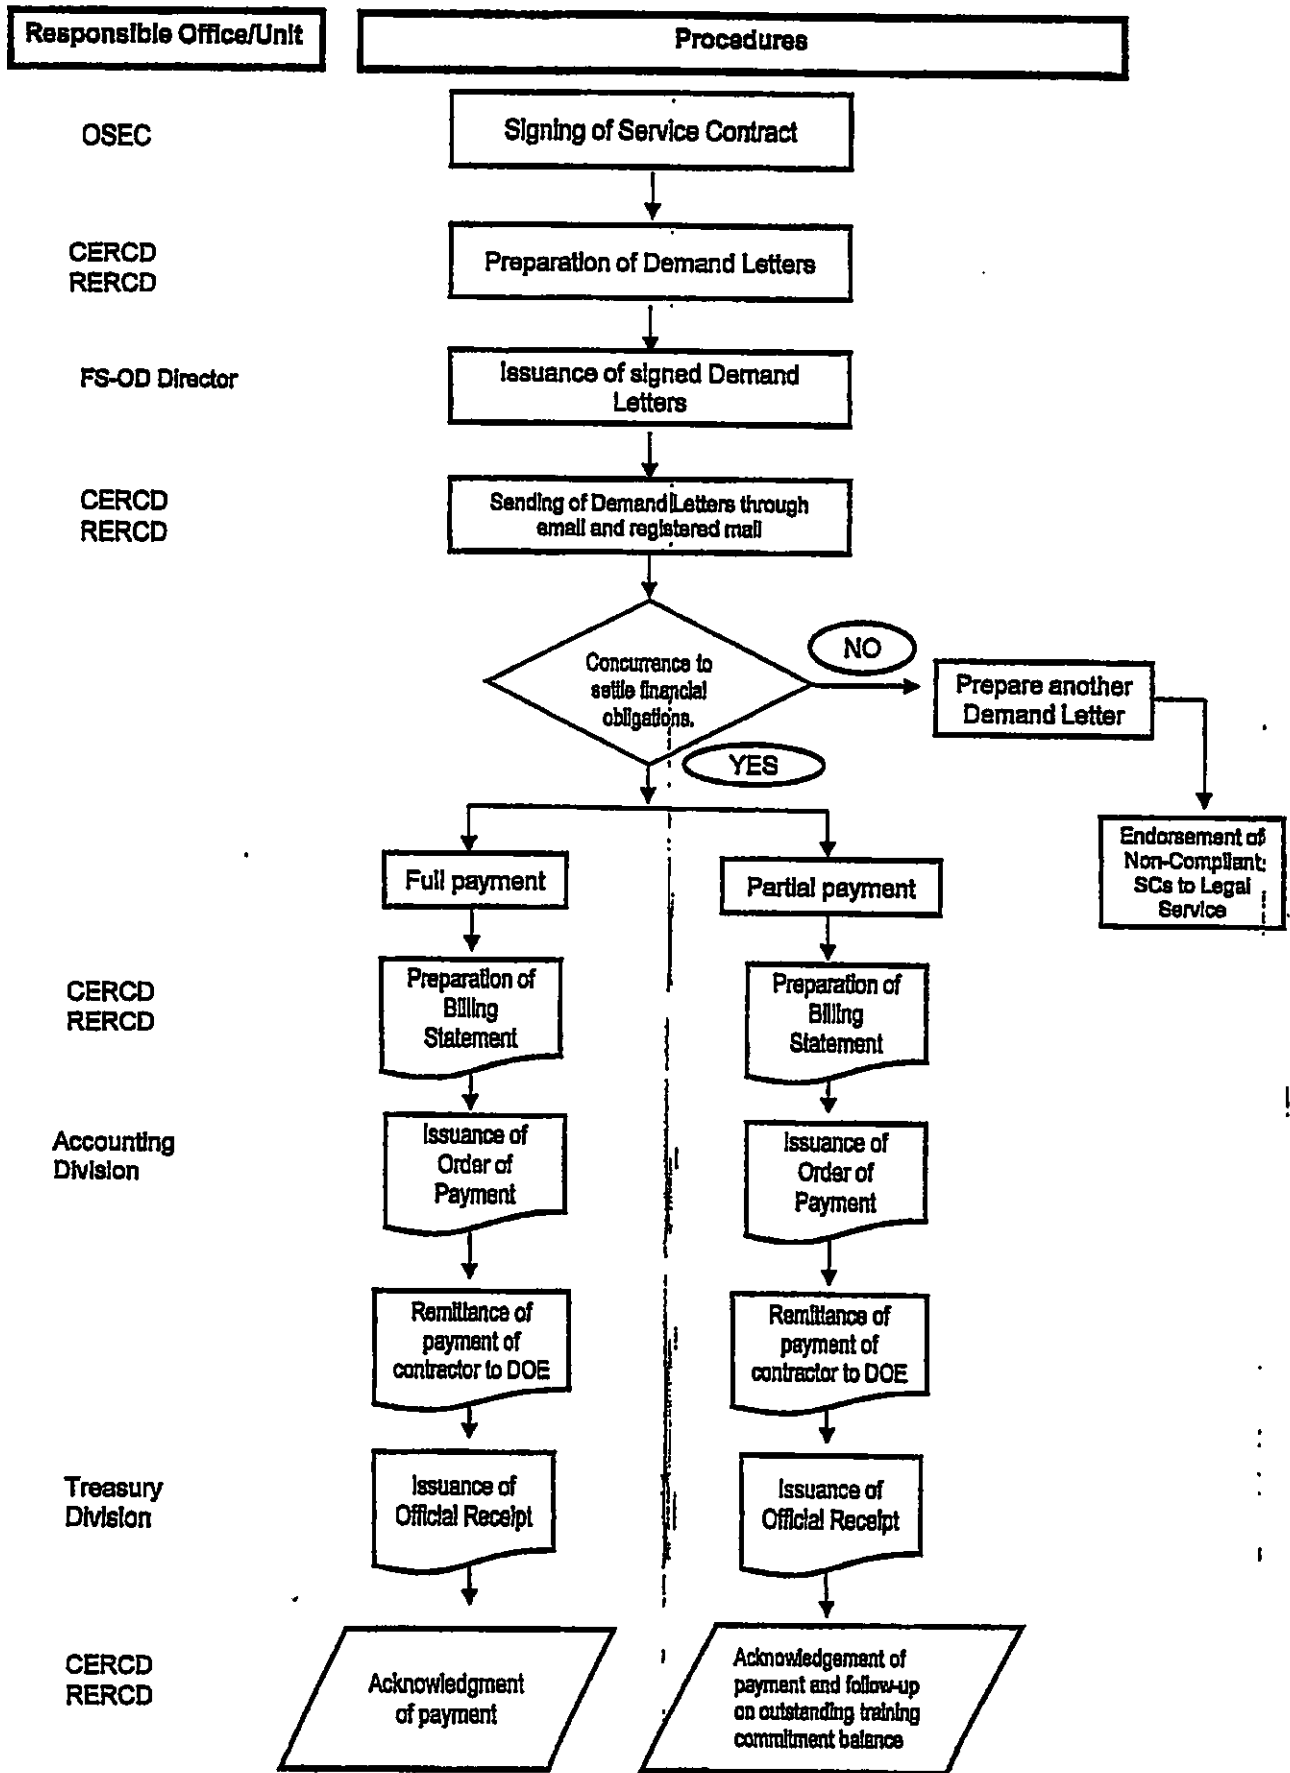 Responsible Office/Unit
Procedures
OSEC
Signing of Service Contract
CERCD
RERCD
Preparation of Demand Letters
FS-OD Director
Issuance of signed Demand
Letters
CERCD
RERCD
Sending of Demand Letters through
email and registered mail
Concurrence to
settle financial
obligations.
NO
Prepare another
Demand Letter
YES
Endorsement of
Non-Compliant
SCs to Legal
Service
Full payment
Partial payment
CERCD
RERCD
Preparation of
Billing
Statement
Preparation of
Billing
Statement
Accounting
Division
Issuance of
Order of
Payment
Issuance of
Order of
Payment
Remittance of
payment of
contractor to DOE
Remittance of
payment of
contractor to DOE
Treasury
Division
Issuance of
Official Receipt
Issuance of
Official Receipt
CERCD
RERCD
Acknowledgment
of payment
Acknowledgement of
payment and follow-up
on outstanding training
commitment balance